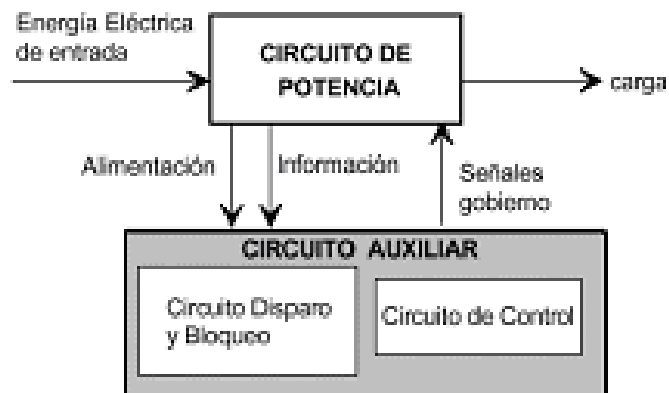 Energía Eléctrica
de entrada
CIRCUITO DE
POTENCIA
carga
Alimentación
Información
Señales
gobierno
CIRCUITO AUXILIAR
Circuito Disparo
y Bloqueo
Circuito de Control